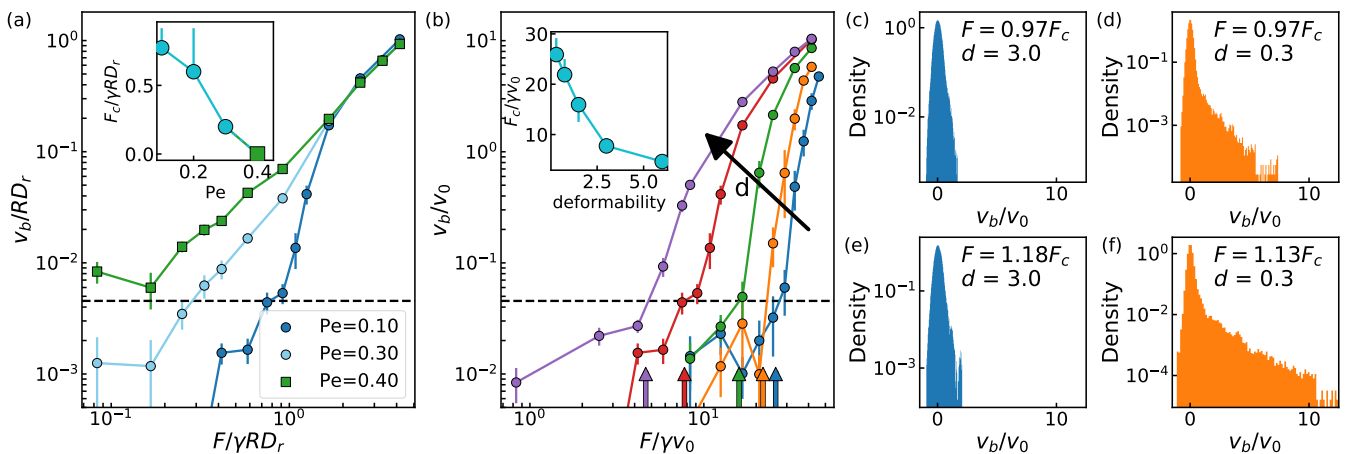 (a)
v_b/RD_r
10^0
10^{-1}
10^{-2}
10^{-3}
F_c/γRD_r
0.5
0.0
0.2
0.4
Pe
Pe=0.10
Pe=0.30
Pe=0.40
10^{-1}
10^0
F/γRD_r
(b)
v_b/v_0
10^1
10^0
10^{-1}
10^{-2}
F_c/γv_0
30
20
10
2.5
5.0
deformability
d
10^0
10^1
F/γv_0
(c)
F = 0.97F_c
d = 3.0
Density
10^0
10^{-2}
0
10
v_b/v_0
(d)
F = 0.97F_c
d = 0.3
Density
10^{-1}
10^{-3}
0
10
v_b/v_0
(e)
F = 1.18F_c
d = 3.0
Density
10^{-1}
10^{-3}
0
10
v_b/v_0
(f)
F = 1.13F_c
d = 0.3
Density
10^0
10^{-2}
10^{-4}
0
10
v_b/v_0